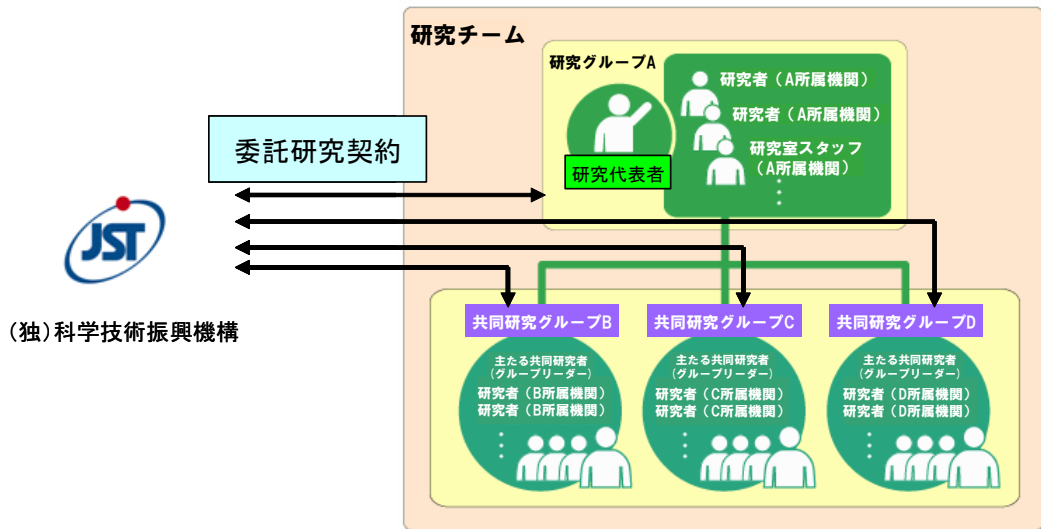 研究チーム
研究グループA
研究者（A所属機関）
研究者（A所属機関）
研究室スタッフ
（A所属機関）
⋮
研究代表者
委託研究契約
JST
(独)科学技術振興機構
共同研究グループB
主たる共同研究者
(グループリーダー)
研究者（B所属機関）
研究者（B所属機関）
⋮
共同研究グループC
主たる共同研究者
(グループリーダー)
研究者（C所属機関）
研究者（C所属機関）
⋮
共同研究グループD
主たる共同研究者
(グループリーダー)
研究者（D所属機関）
研究者（D所属機関）
⋮